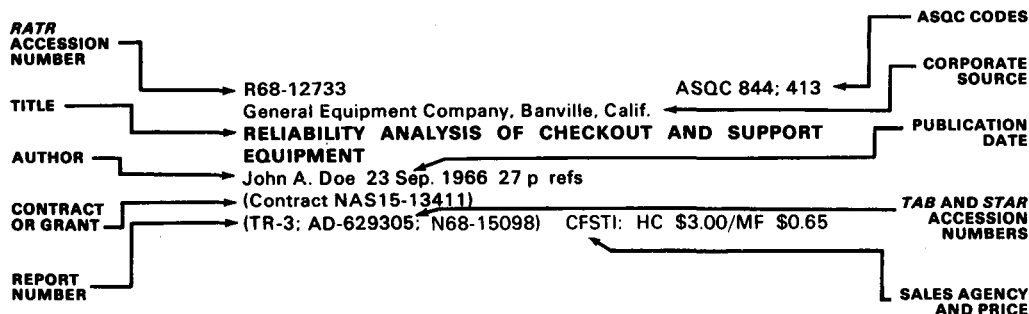 RATR
ACCESSION
NUMBER
TITLE
AUTHOR
CONTRACT
OR GRANT
REPORT
NUMBER
R68-12733 ASQC 844; 413
General Equipment Company, Banville, Calif.
RELIABILITY ANALYSIS OF CHECKOUT AND SUPPORT
EQUIPMENT
John A. Doe 23 Sep. 1966 27 p refs
(Contract NAS15-13411)
(TR-3; AD-629305; N68-15098) CFSTI: HC $3.00/MF $0.65
ASQC CODES
CORPORATE
SOURCE
PUBLICATION
DATE
TAB AND STAR
ACCESSION
NUMBERS
SALES AGENCY
AND PRICE